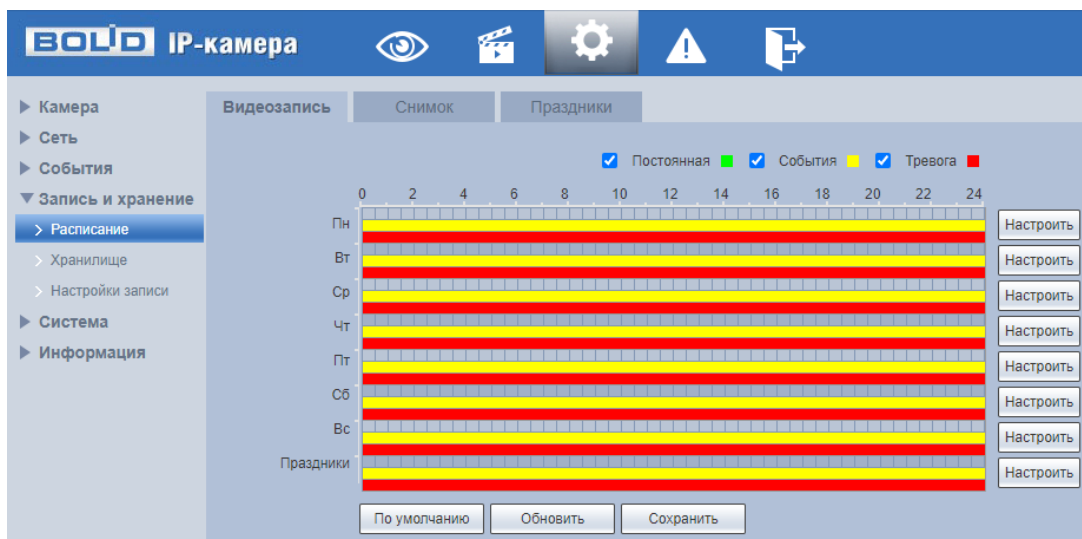 BOLID IP-камера
Камера
Сеть
События
Запись и хранение
Расписание
Хранилище
Настройки записи
Система
Информация
Видеозапись Снимок Праздники
Постоянная События Тревога
0 2 4 6 8 10 12 14 16 18 20 22 24
Пн Настроить
Вт Настроить
Ср Настроить
Чт Настроить
Пт Настроить
Сб Настроить
Вс Настроить
Праздники Настроить
По умолчанию Обновить Сохранить